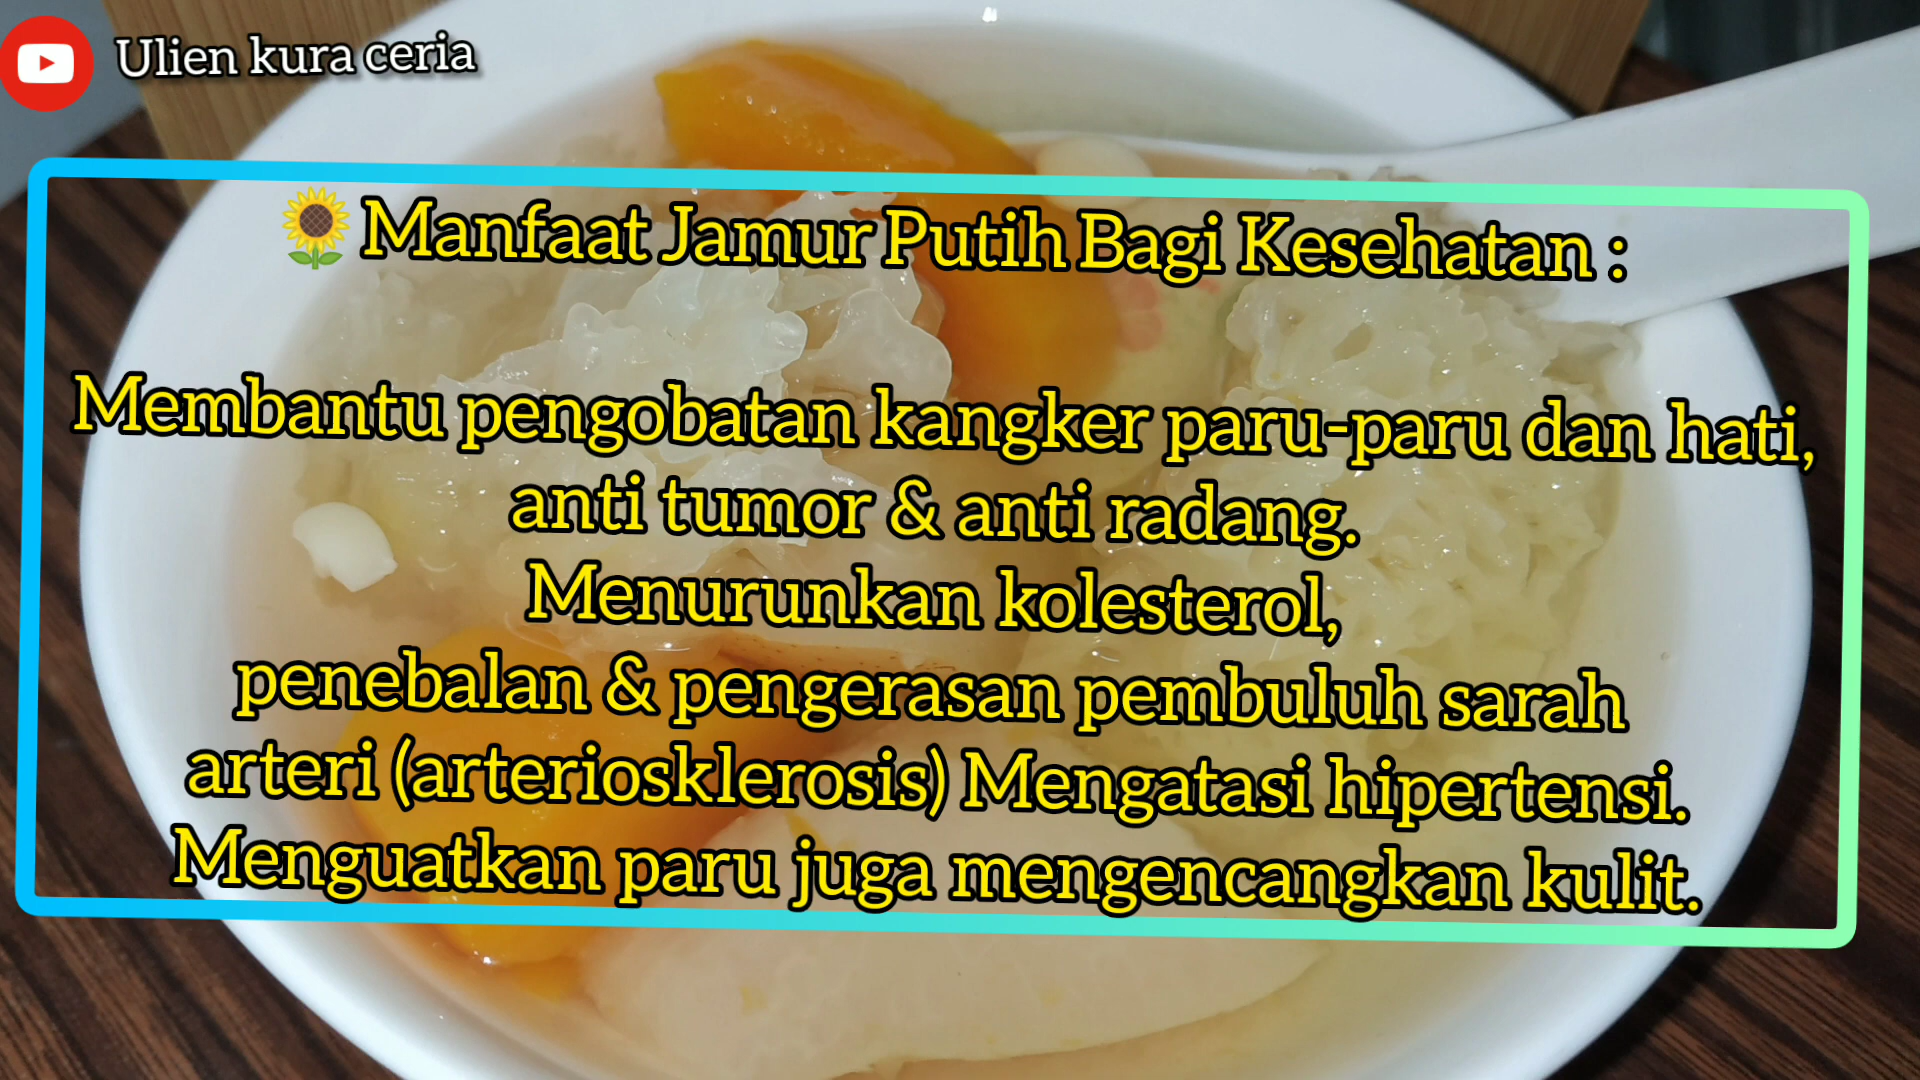 Ulien kura ceria
🌻 Manfaat Jamur Putih Bagi Kesehatan :
Membantu pengobatan kangker paru-paru dan hati,
anti tumor & anti radang.
Menurunkan kolesterol,
penebalan & pengerasan pembuluh sarah
arteri (arteriosklerosis) Mengatasi hipertensi.
Menguatkan paru juga mengencangkan kulit.